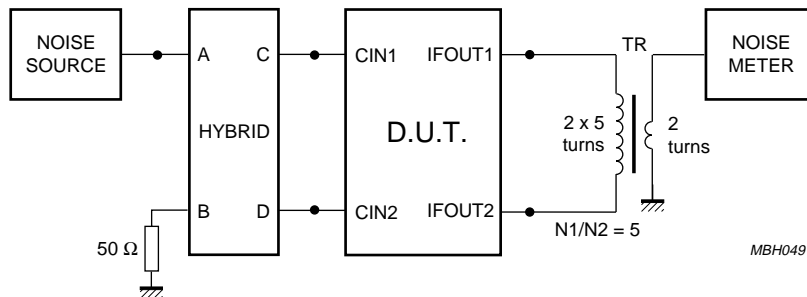 NOISE
SOURCE
A
C
HYBRID
B
D
50 Ω
CIN1
IFOUT1
D.U.T.
CIN2
IFOUT2
TR
2 x 5
turns
2
turns
N1/N2 = 5
NOISE
METER
MBH049